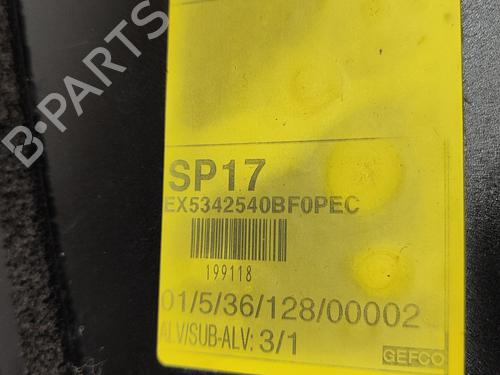 B-PARTS
SP17
EX5342540BF0PEC
199118
01/5/36/128/00002
ALV/SUB-ALV: 3/1
GEFCO